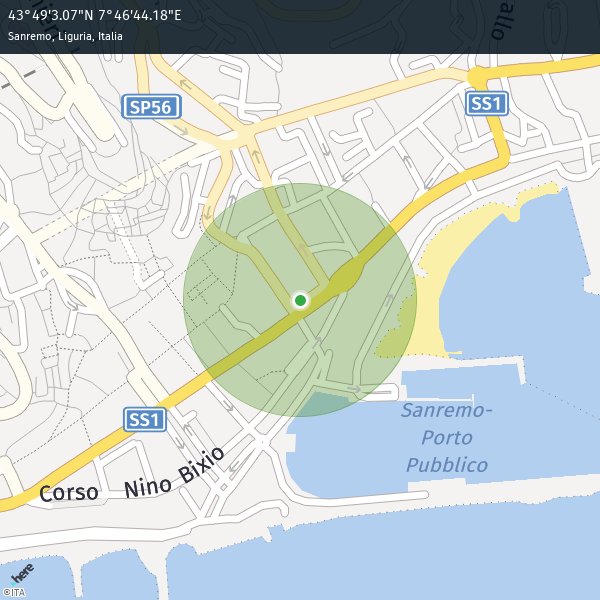 43°49'3.07"N 7°46'44.18"E
Sanremo, Liguria, Italia
allo
SP56
SS1
SS1
Sanremo-
Porto
Pubblico
Corso Nino Bixio
here
©ITA